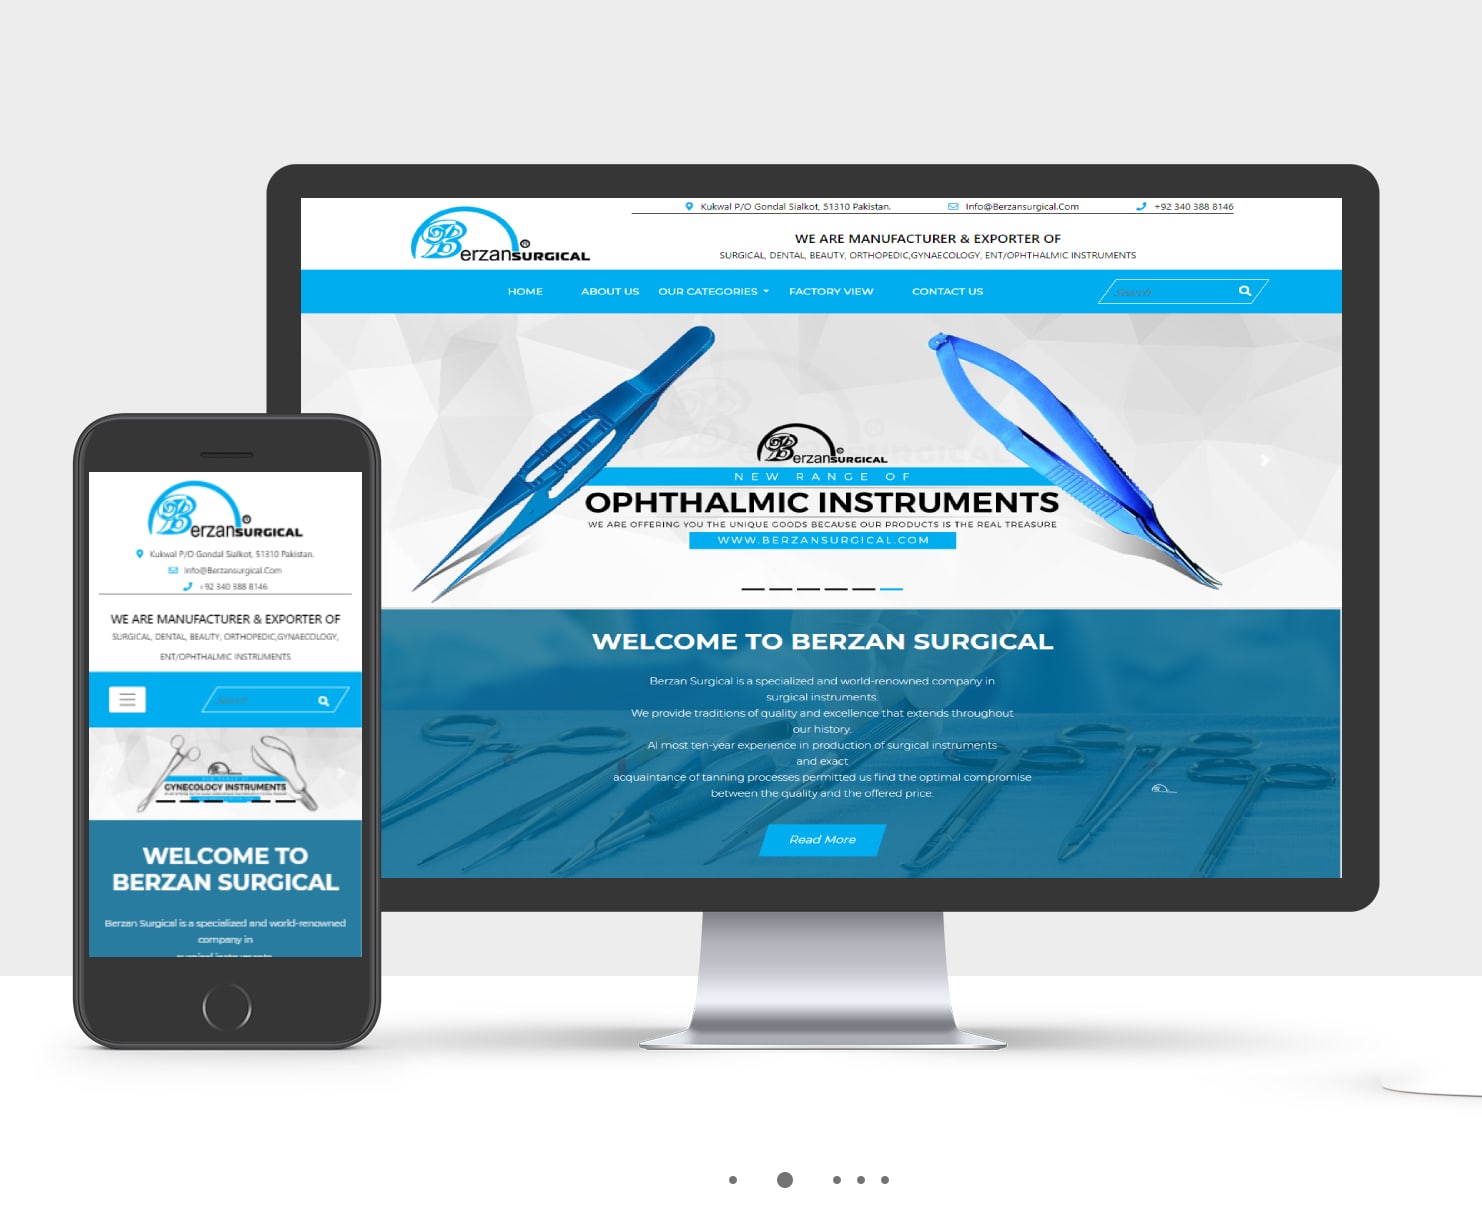 Kukwal P/O Gondal Sialkot, 51310 Pakistan. Info@Berzansurgical.Com +92 340 388 8146
Berzan SURGICAL ®
WE ARE MANUFACTURER & EXPORTER OF
SURGICAL, DENTAL, BEAUTY, ORTHOPEDIC,GYNAECOLOGY, ENT/OPHTHALMIC INSTRUMENTS
HOME ABOUT US OUR CATEGORIES FACTORY VIEW CONTACT US Search
Berzan SURGICAL ®
NEW RANGE OF
OPHTHALMIC INSTRUMENTS
WE ARE OFFERING YOU THE UNIQUE GOODS BECAUSE OUR PRODUCTS IS THE REAL TREASURE
WWW.BERZANSURGICAL.COM
WELCOME TO BERZAN SURGICAL
Berzan Surgical is a specialized and world-renowned company in
surgical instruments.
We provide traditions of quality and excellence that extends throughout
our history.
Al most ten-year experience in production of surgical instruments
and exact
acquaintance of tanning processes permitted us find the optimal compromise
between the quality and the offered price.
Read More
Berzan SURGICAL ®
Kukwal P/O Gondal Sialkot, 51310 Pakistan.
Info@Berzansurgical.Com
+92 340 388 8146
WE ARE MANUFACTURER & EXPORTER OF
SURGICAL, DENTAL, BEAUTY, ORTHOPEDIC,GYNAECOLOGY,
ENT/OPHTHALMIC INSTRUMENTS
Search
GYNECOLOGY INSTRUMENTS
WELCOME TO
BERZAN SURGICAL
Berzan Surgical is a specialized and world-renowned
company in
surgical instruments.